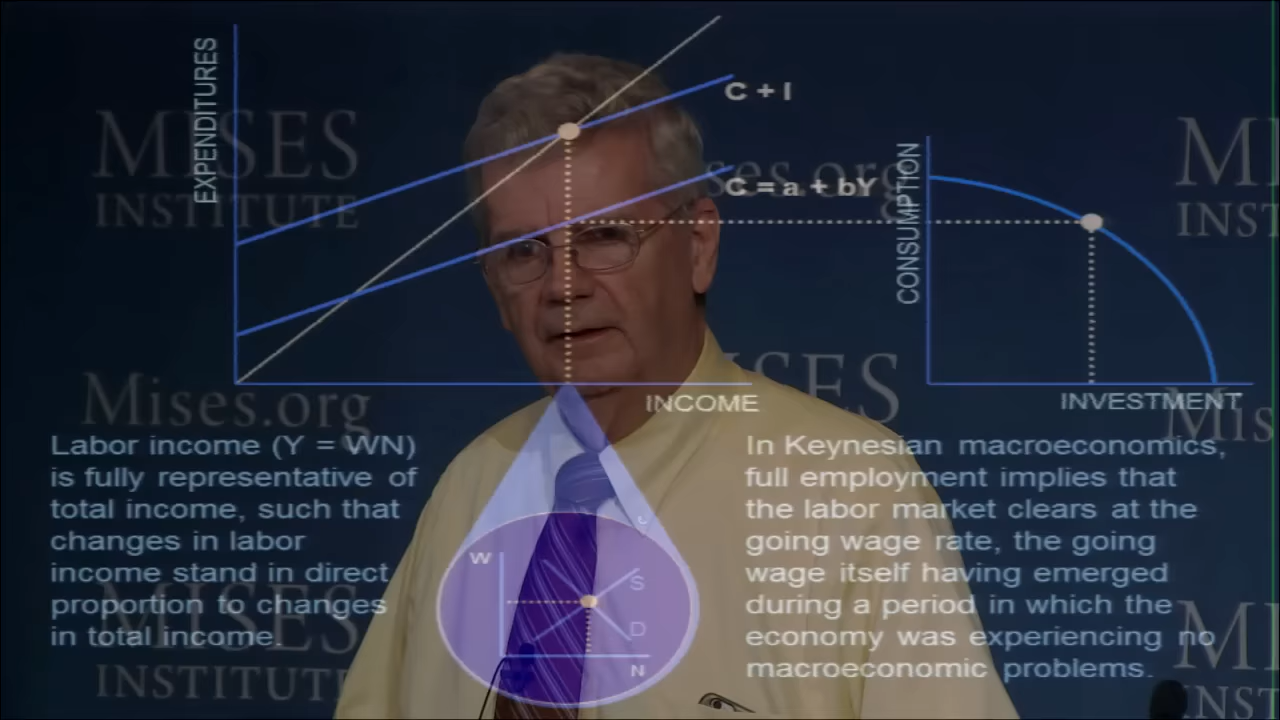 EXPENDITURES
C + I
C = a + bY
INCOME
CONSUMPTION
INVESTMENT
MISES
INSTITUTE
Mises.org
Labor income (Y = WN)
is fully representative of
total income, such that
changes in labor
income stand in direct
proportion to changes
in total income.
W
S
D
N
In Keynesian macroeconomics,
full employment implies that
the labor market clears at the
going wage rate, the going
wage itself having emerged
during a period in which the
economy was experiencing no
macroeconomic problems.
MISES
INSTITUTE